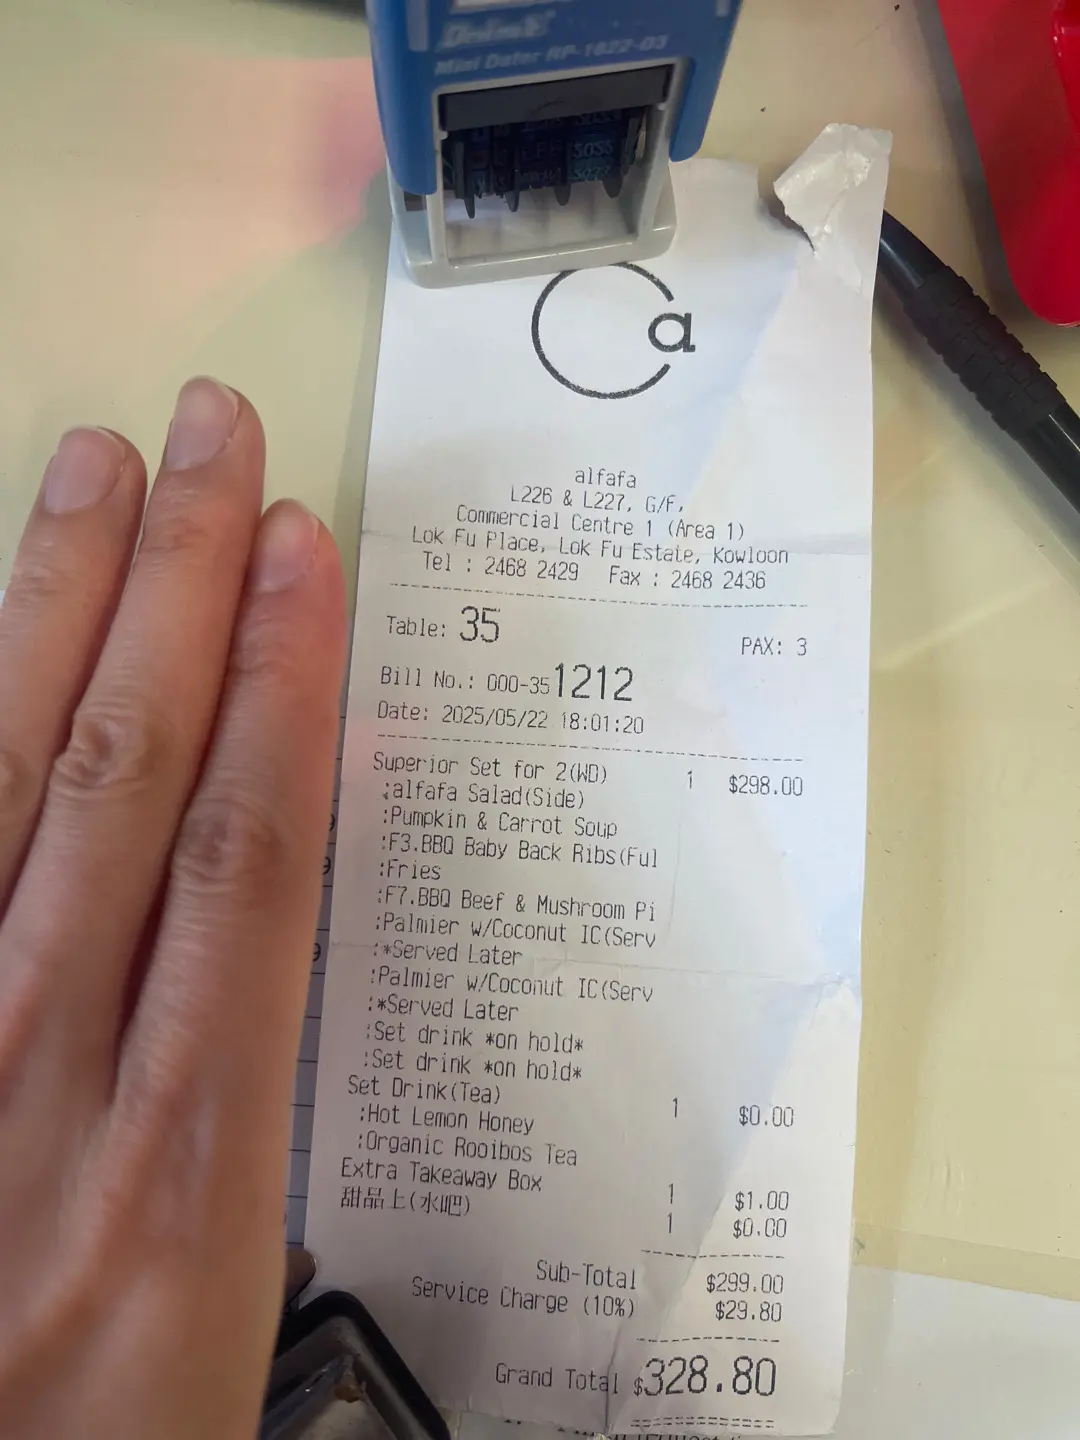 Mini Dater RP-1822-03
a
alfafa
L226 & L227, G/F,
Commercial Centre 1 (Area 1)
Lok Fu Place, Lok Fu Estate, Kowloon
Tel : 2468 2429 Fax : 2468 2436
Table: 35 PAX: 3
Bill No.: 000-351212
Date: 2025/05/22 18:01:20
Superior Set for 2(WD) 1 $298.00
:alfafa Salad(Side)
:Pumpkin & Carrot Soup
:F3.BBQ Baby Back Ribs(Ful
:Fries
:F7.BBQ Beef & Mushroom Pi
:Palmier w/Coconut IC(Serv
:*Served Later
:Palmier w/Coconut IC(Serv
:*Served Later
:Set drink *on hold*
:Set drink *on hold*
Set Drink(Tea) 1 $0.00
:Hot Lemon Honey
:Organic Rooibos Tea
Extra Takeaway Box 1 $1.00
甜品上(水吧) 1 $0.00
Sub-Total $299.00
Service Charge (10%) $29.80
Grand Total $328.80